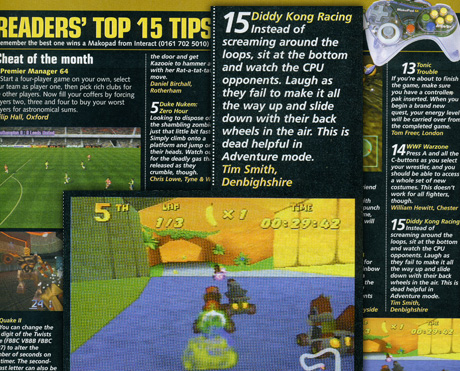 READERS' TOP 15 TIPS
Remember the best one wins a Makopad from Interact (0161 702 5010)
Cheat of the month
Premier Manager 64
Start a four-player game on your own, select
ur team as player one, then pick clubs for
other players. Now fill your coffers by forcing
yers two, three and four to buy your worst
yers for astronomical sums.
lip Hall, Oxford
the door and get
Kazooie to hammer a
with her Rat-a-tat-ta
move.
Daniel Birchall,
Rotherham
5 Duke Nukem:
Zero Hour
Looking to dispose o
the shambling zombi
just that little bit fas
Simply climb onto a
platform and jump o
their heads. Watch ou
for the deadly gas th
released as they
crumble, though.
Chris Lowe, Tyne & W
15 Diddy Kong Racing
Instead of
screaming around the
loops, sit at the bottom
and watch the CPU
opponents. Laugh as
they fail to make it all
the way up and slide
down with their back
wheels in the air. This is
dead helpful in
Adventure mode.
Tim Smith,
Denbighshire
13 Tonic
Trouble
If you're about to finish
the game, make sure
you have a controller
pak inserted. When you
begin a brand new
quest, your energy level
will be carried over from
the completed game.
Tom Freer, London
14 WWF Warzone
Press A and all the
C-buttons as you select
your wrestler, and you
should be able to access
a whole set of new
costumes. This doesn't
work for all fighters,
though.
William Hewitt, Chester
15 Diddy Kong Racing
Instead of
screaming around the
loops, sit at the bottom
and watch the CPU
opponents. Laugh as
they fail to make it all
the way up and slide
down with their back
wheels in the air. This is
dead helpful in
Adventure mode.
Tim Smith,
Denbighshire
5TH
LAP
1/3
X 1
TIME
00:29:42
24
Quake II
You can change the
digit of the Twists
e (FBBC VBBB FBBC
7) to alter the
mber of seconds on
timer. The second-
ast letter can also be
X 1
00:29:42